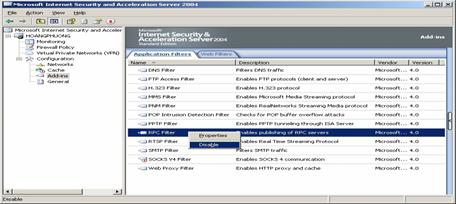 Internet Security and Acceleration Server 2004
File Action View Help
Microsoft Internet Security and Acceler
HOANGPHUONG
Monitoring
Firewall Policy
Virtual Private Networks (VPN)
Configuration
Networks
Cache
Add-ins
General
Microsoft
Internet Security &
Acceleration Server 2004
Standard Edition
Add-ins
Application Filters Web Filters
Name Description Vendor Version
DNS Filter Filters DNS traffic Microsoft... 4.0
FTP Access Filter Enables FTP protocols (client and server) Microsoft... 4.0
H.323 Filter Enables H.323 protocol Microsoft... 4.0
MMS Filter Enables Microsoft Media Streaming protocol Microsoft... 4.0
PNM Filter Enables RealNetworks Streaming Media protocol Microsoft... 4.0
POP Intrusion Detection Filter Checks for POP buffer overflow attacks Microsoft... 4.0
PPTP Filter Enables PPTP tunneling through ISA Server Microsoft... 4.0
RPC Filter Enables publishing of RPC servers Microsoft... 4.0
Properties
RTSP Filter Enables Real Time Streaming Protocol Microsoft... 4.0
Disable
SMTP Filter Filters SMTP traffic Microsoft... 4.0
SOCKS V4 Filter Enables SOCKS 4 communication Microsoft... 4.0
Web Proxy Filter Enables HTTP proxy and cache Microsoft... 4.0
Disable